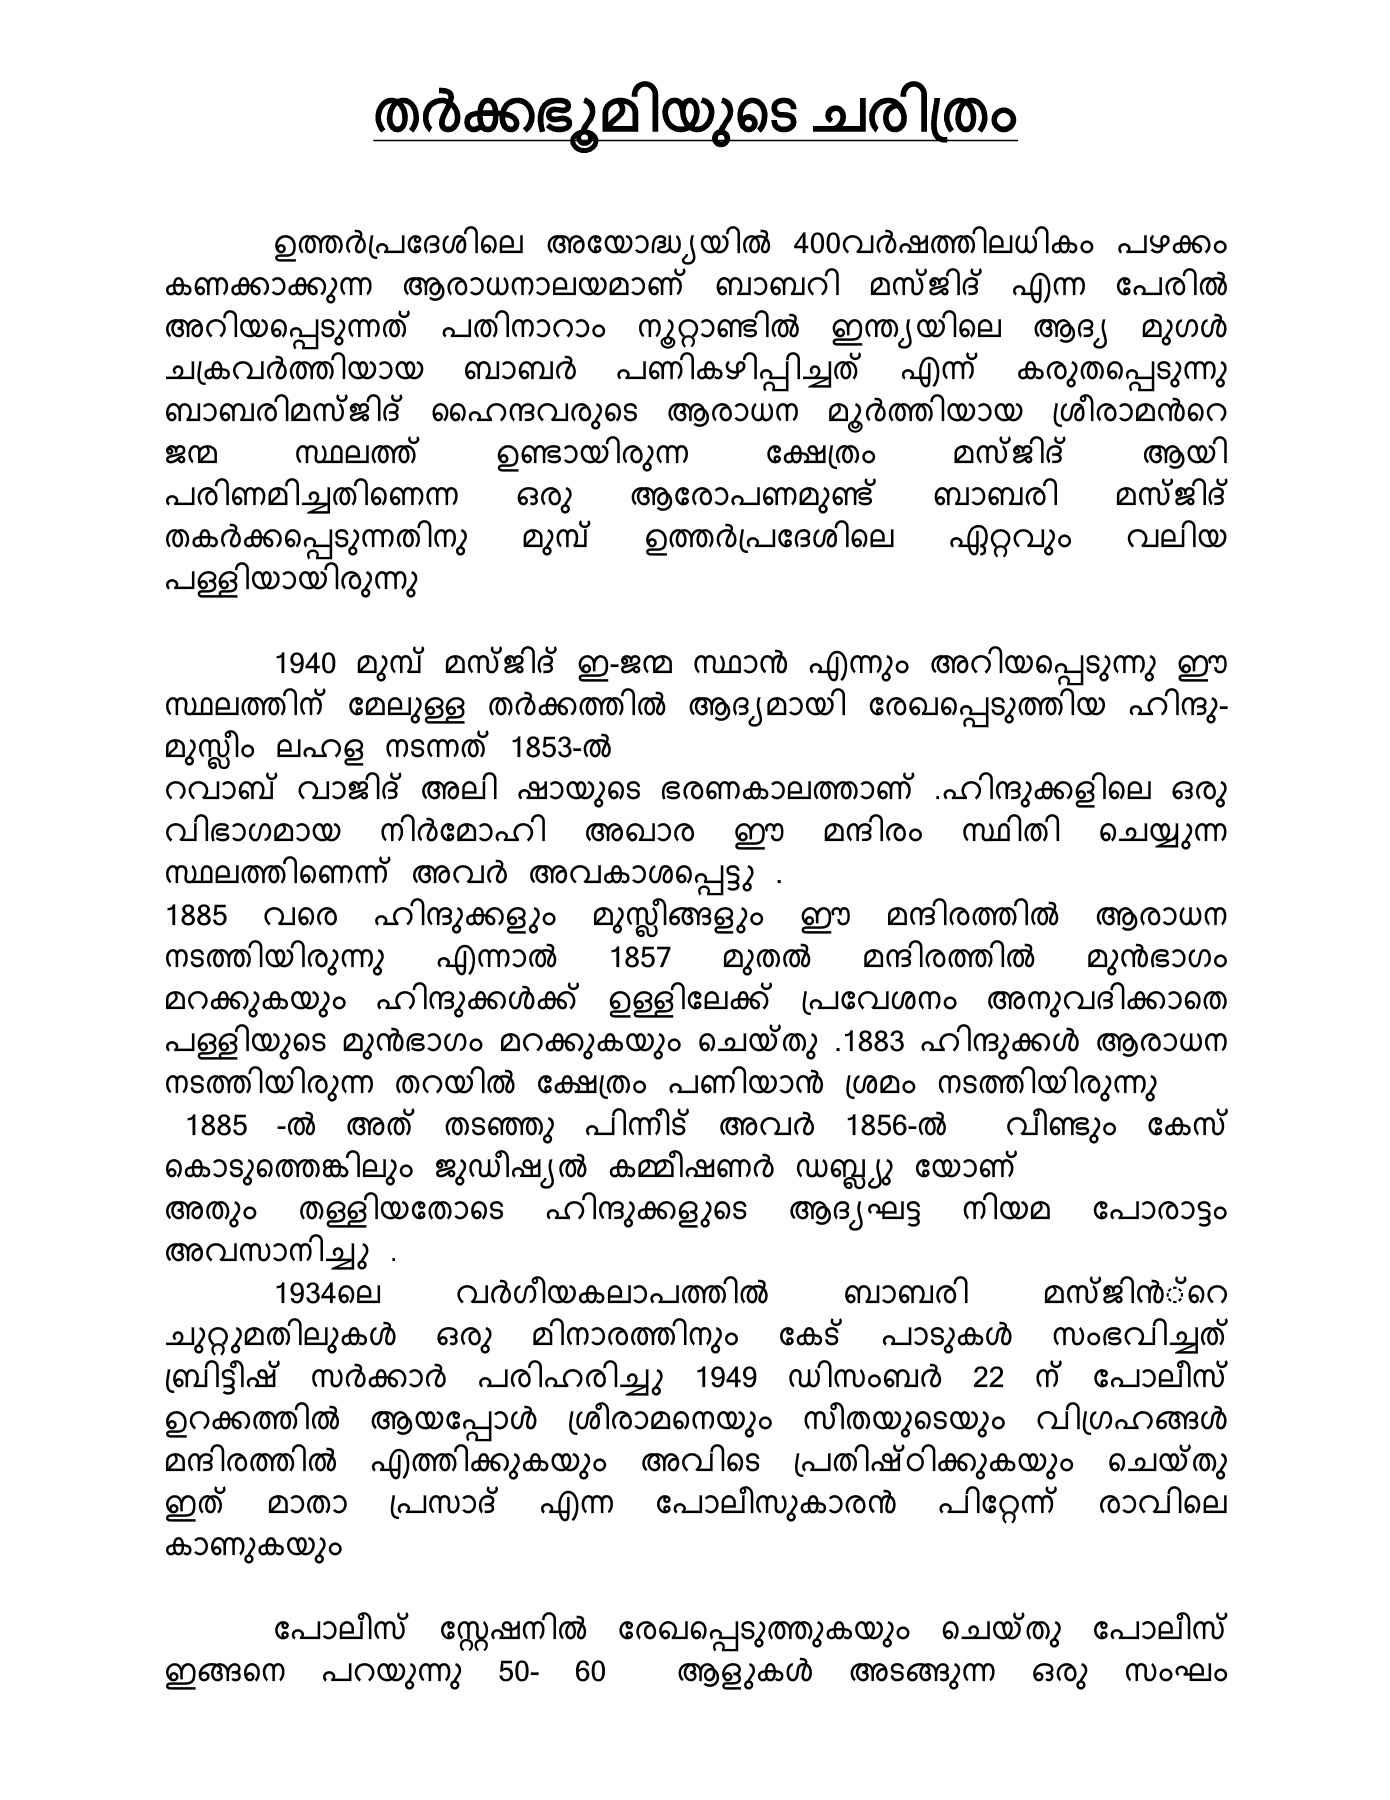 തർക്കഭൂമിയുടെ ചരിത്രം
ഉത്തർപ്രദേശിലെ അയോദ്ധ്യയിൽ 400വർഷത്തിലധികം പഴക്കം
കണക്കാക്കുന്ന ആരാധനാലയമാണ് ബാബറി മസ്ജിദ് എന്ന പേരിൽ
അറിയപ്പെടുന്നത് പതിനാറാം നൂറ്റാണ്ടിൽ ഇന്ത്യയിലെ ആദ്യ മുഗൾ
ചക്രവർത്തിയായ ബാബർ പണികഴിപ്പിച്ചത് എന്ന് കരുതപ്പെടുന്നു
ബാബരിമസ്ജിദ് ഹൈന്ദവരുടെ ആരാധന മൂർത്തിയായ ശ്രീരാമൻറെ
ജന്മ സ്ഥലത്ത് ഉണ്ടായിരുന്ന ക്ഷേത്രം മസ്ജിദ് ആയി
പരിണമിച്ചതിണെന്ന ഒരു ആരോപണമുണ്ട് ബാബരി മസ്ജിദ്
തകർക്കപ്പെടുന്നതിനു മുമ്പ് ഉത്തർപ്രദേശിലെ ഏറ്റവും വലിയ
പള്ളിയായിരുന്നു
1940 മുമ്പ് മസ്ജിദ് ഇ-ജന്മ സ്ഥാൻ എന്നും അറിയപ്പെടുന്നു ഈ
സ്ഥലത്തിന് മേലുള്ള തർക്കത്തിൽ ആദ്യമായി രേഖപ്പെടുത്തിയ ഹിന്ദു-
മുസ്ലീം ലഹള നടന്നത് 1853-ൽ
റവാബ് വാജിദ് അലി ഷായുടെ ഭരണകാലത്താണ് .ഹിന്ദുക്കളിലെ ഒരു
വിഭാഗമായ നിർമോഹി അഖാര ഈ മന്ദിരം സ്ഥിതി ചെയ്യുന്ന
സ്ഥലത്തിണെന്ന് അവർ അവകാശപ്പെട്ടു .
1885 വരെ ഹിന്ദുക്കളും മുസ്ലീങ്ങളും ഈ മന്ദിരത്തിൽ ആരാധന
നടത്തിയിരുന്നു എന്നാൽ 1857 മുതൽ മന്ദിരത്തിൽ മുൻഭാഗം
മറക്കുകയും ഹിന്ദുക്കൾക്ക് ഉള്ളിലേക്ക് പ്രവേശനം അനുവദിക്കാതെ
പള്ളിയുടെ മുൻഭാഗം മറക്കുകയും ചെയ്തു .1883 ഹിന്ദുക്കൾ ആരാധന
നടത്തിയിരുന്ന തറയിൽ ക്ഷേത്രം പണിയാൻ ശ്രമം നടത്തിയിരുന്നു
1885 -ൽ അത് തടഞ്ഞു പിന്നീട് അവർ 1856-ൽ വീണ്ടും കേസ്
കൊടുത്തെങ്കിലും ജുഡീഷ്യൽ കമ്മീഷണർ ഡബ്ല്യു യോണ്
അതും തള്ളിയതോടെ ഹിന്ദുക്കളുടെ ആദ്യഘട്ട നിയമ പോരാട്ടം
അവസാനിച്ചു .
1934ലെ വർഗീയകലാപത്തിൽ ബാബരി മസ്ജിൻ്റെ
ചുറ്റുമതിലുകൾ ഒരു മിനാരത്തിനും കേട് പാടുകൾ സംഭവിച്ചത്
ബ്രിട്ടീഷ് സർക്കാർ പരിഹരിച്ചു 1949 ഡിസംബർ 22 ന് പോലീസ്
ഉറക്കത്തിൽ ആയപ്പോൾ ശ്രീരാമനെയും സീതയുടെയും വിഗ്രഹങ്ങൾ
മന്ദിരത്തിൽ എത്തിക്കുകയും അവിടെ പ്രതിഷ്ഠിക്കുകയും ചെയ്തു
ഇത് മാതാ പ്രസാദ് എന്ന പോലീസുകാരൻ പിറ്റേന്ന് രാവിലെ
കാണുകയും
പോലീസ് സ്റ്റേഷനിൽ രേഖപ്പെടുത്തുകയും ചെയ്തു പോലീസ്
ഇങ്ങനെ പറയുന്നു 50- 60 ആളുകൾ അടങ്ങുന്ന ഒരു സംഘം